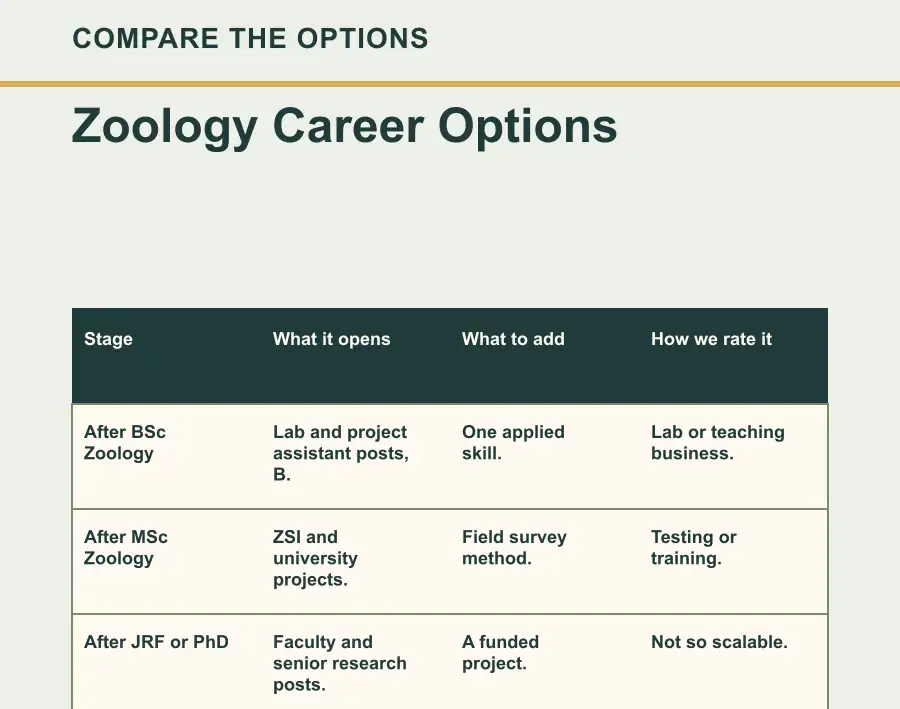 COMPARE THE OPTIONS
Zoology Career Options
Stage
What it opens
What to add
How we rate it
After BSc
Zoology
Lab and project
assistant posts,
B.
One applied
skill.
Lab or teaching
business.
After MSc
Zoology
ZSI and
university
projects.
Field survey
method.
Testing or
training.
After JRF or PhD
Faculty and
senior research
posts.
A funded
project.
Not so scalable.